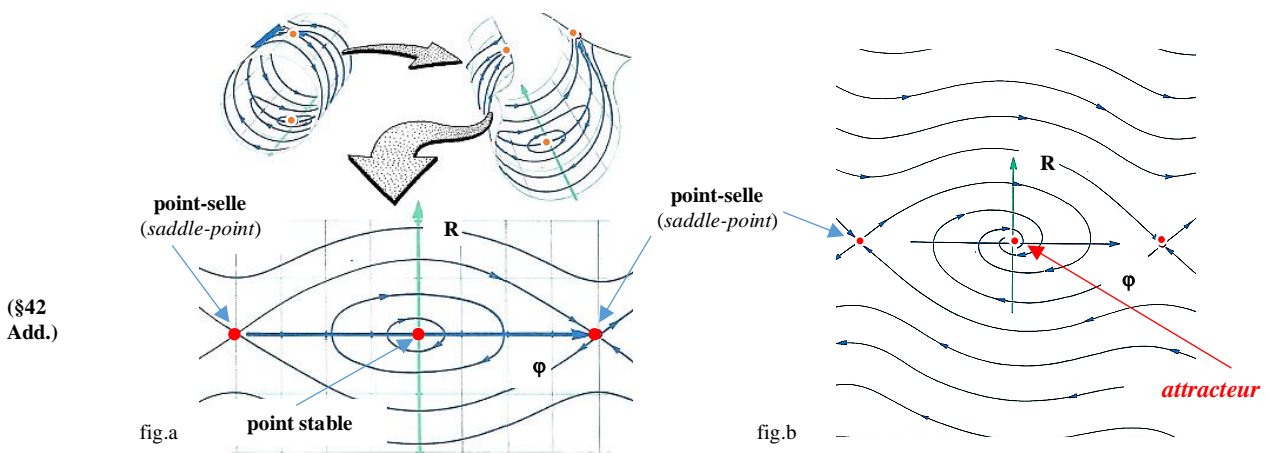 point-selle
(saddle-point)
R
(§42
Add.)
φ
point stable
fig.a
point-selle
(saddle-point)
R
φ
attracteur
fig.b